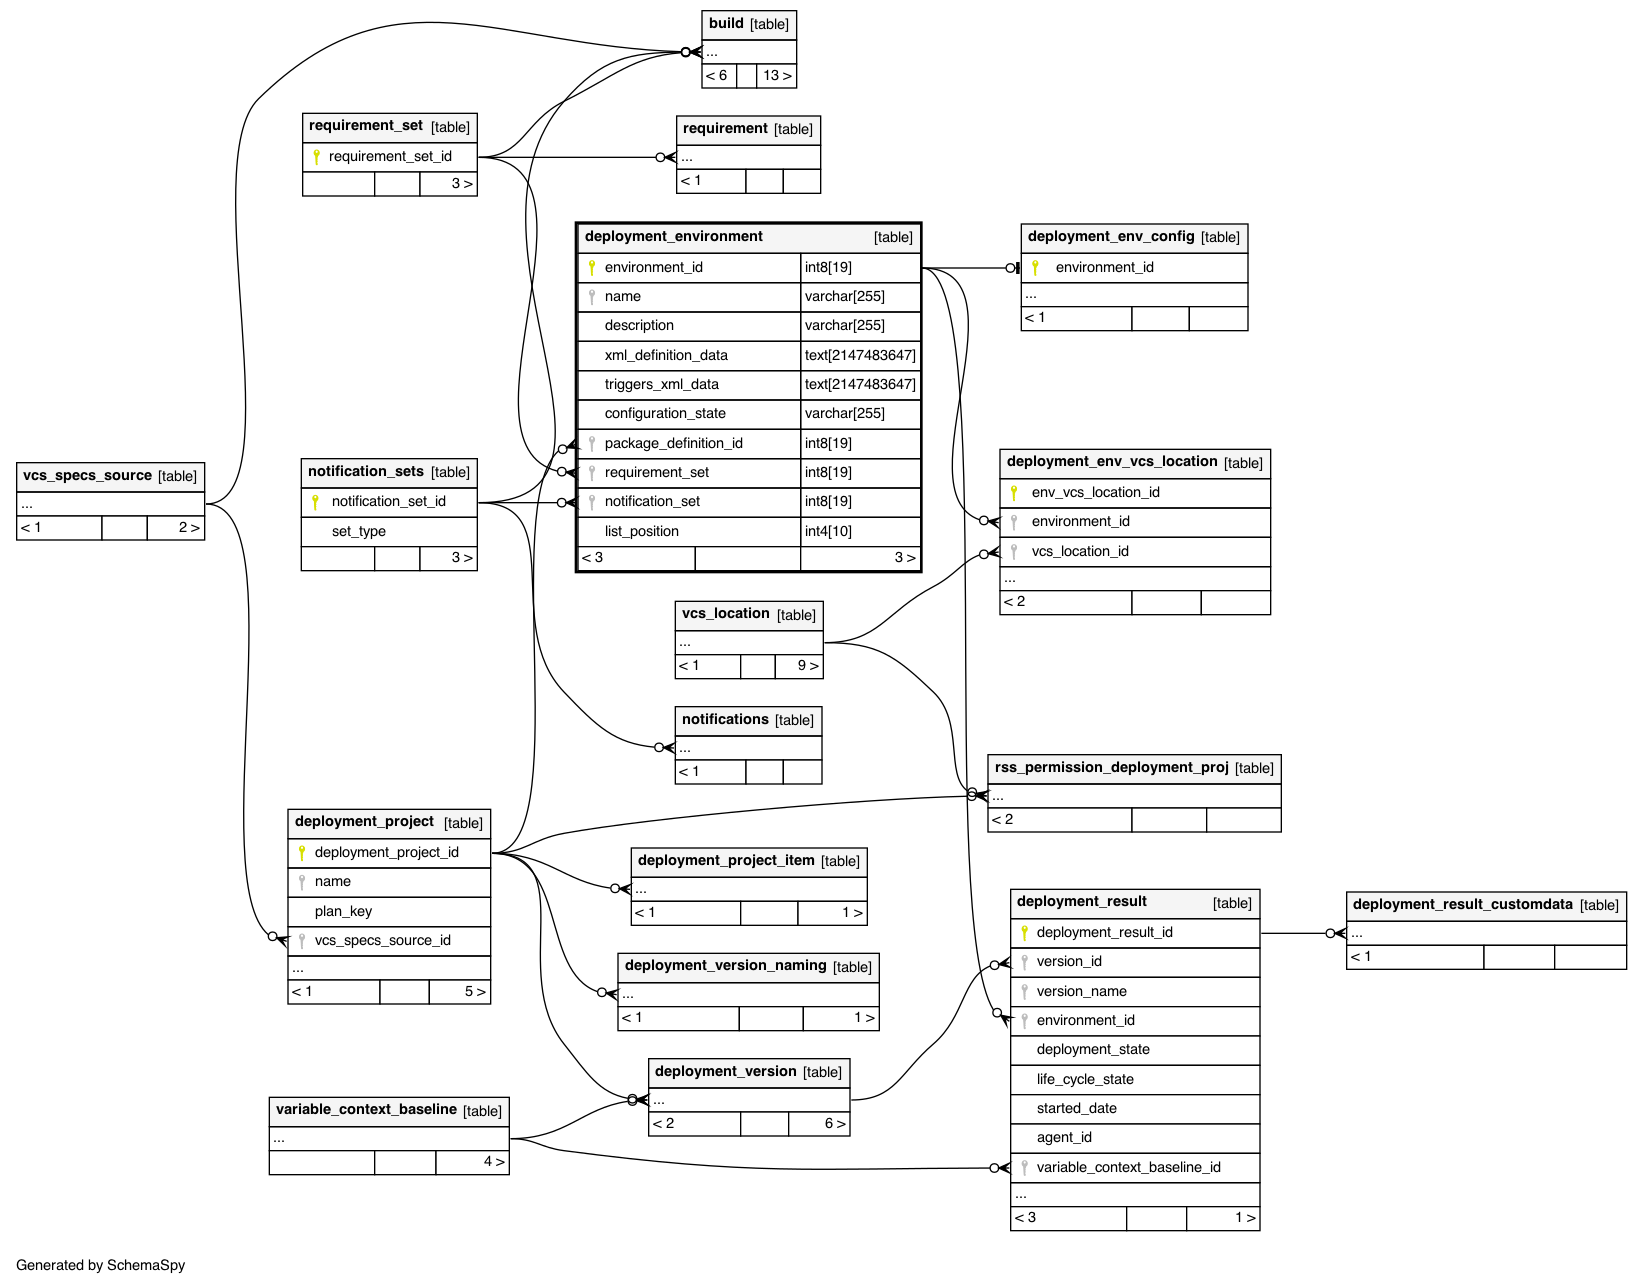 build [table]
...
< 6 13 >
requirement_set [table]
requirement_set_id
3 >
requirement [table]
...
< 1
deployment_environment [table]
environment_id int8[19]
name varchar[255]
description varchar[255]
xml_definition_data text[2147483647]
triggers_xml_data text[2147483647]
configuration_state varchar[255]
package_definition_id int8[19]
requirement_set int8[19]
notification_set int8[19]
list_position int4[10]
< 3 3 >
deployment_env_config [table]
environment_id
...
< 1
vcs_specs_source [table]
...
< 1 2 >
notification_sets [table]
notification_set_id
set_type
3 >
deployment_env_vcs_location [table]
env_vcs_location_id
environment_id
vcs_location_id
...
< 2
vcs_location [table]
...
< 1 9 >
notifications [table]
...
< 1
rss_permission_deployment_proj [table]
...
< 2
deployment_project [table]
deployment_project_id
name
plan_key
vcs_specs_source_id
...
< 1 5 >
deployment_project_item [table]
...
< 1 1 >
deployment_version_naming [table]
...
< 1 1 >
deployment_result [table]
deployment_result_id
version_id
version_name
environment_id
deployment_state
life_cycle_state
started_date
agent_id
variable_context_baseline_id
...
< 3 1 >
deployment_result_customdata [table]
...
< 1
deployment_version [table]
...
< 2 6 >
variable_context_baseline [table]
...
4 >
Generated by SchemaSpy